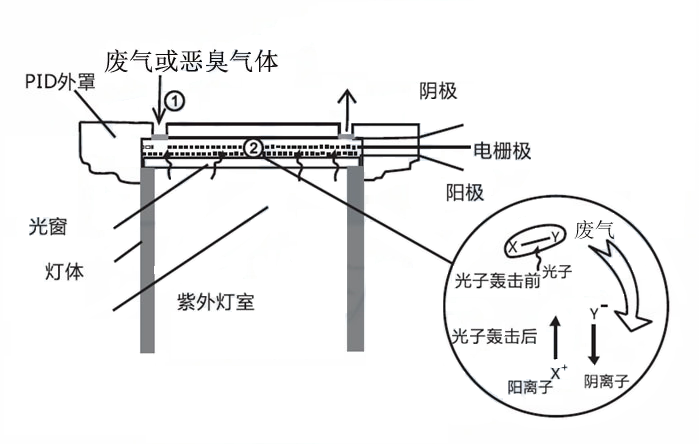 废气或恶臭气体
PID外罩
①
阴极
②
电栅极
阳极
光窗
灯体
紫外灯室
X Y 废气
光子轰击前 光子
光子轰击后
Y⁻
X⁺
阳离子 阴离子